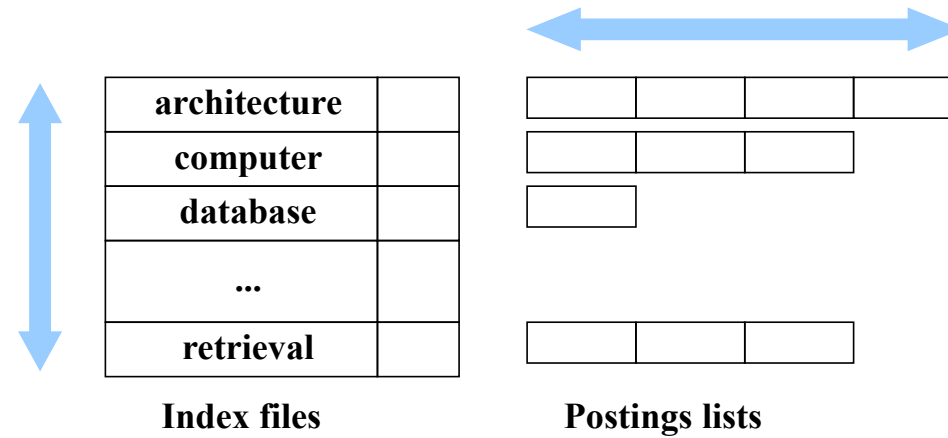 architecture
computer
database
...
retrieval
Index files
Postings lists